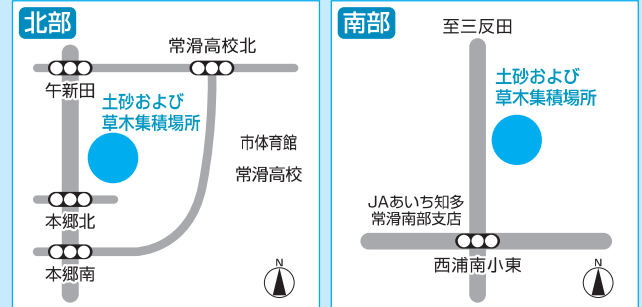 北部
常滑高校北
午新田
土砂および
草木集積場所
市体育館
常滑高校
本郷北
本郷南
N
南部
至三反田
土砂および
草木集積場所
JAあいち知多
常滑南部支店
西浦南小東
N